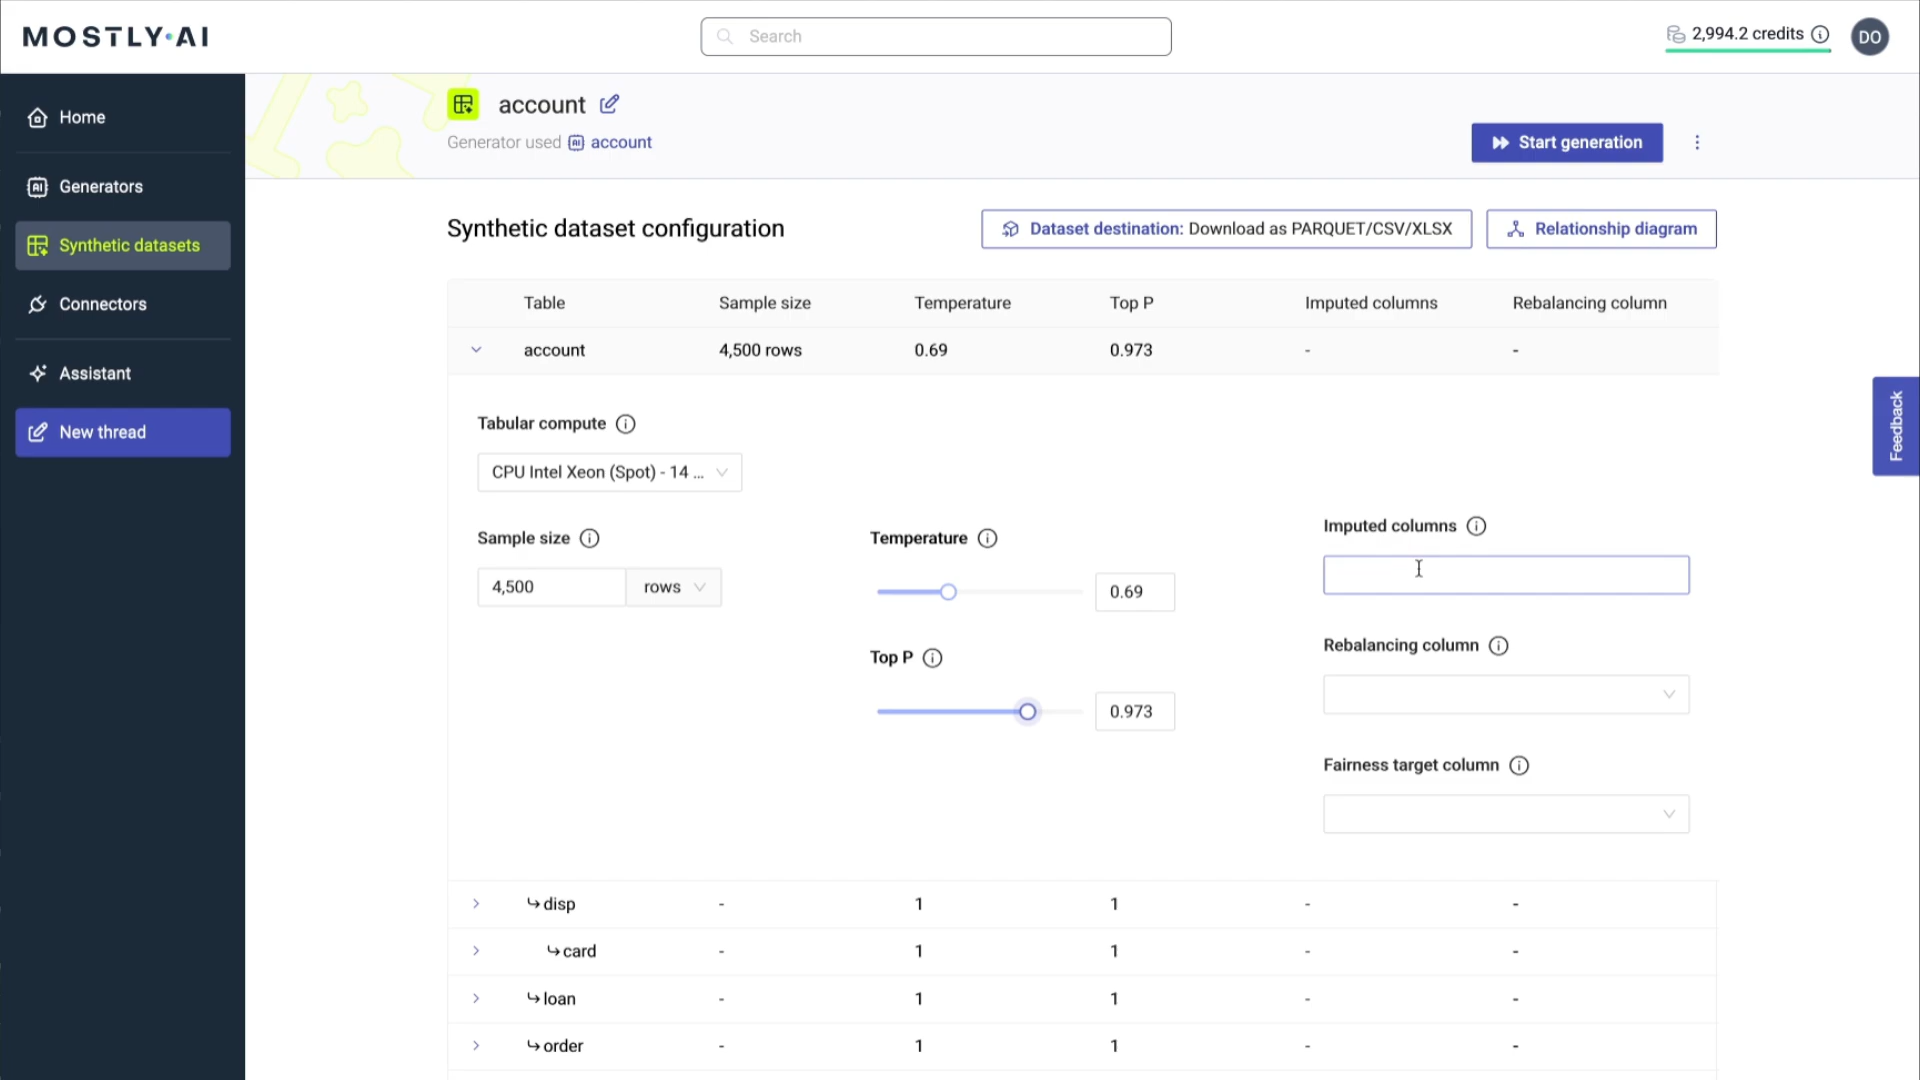 MOSTLY·AI
Search
2,994.2 credits
DO
Home
Generators
Synthetic datasets
Connectors
Assistant
New thread
account
Generator used account
Start generation
Synthetic dataset configuration
Dataset destination: Download as PARQUET/CSV/XLSX
Relationship diagram
Table Sample size Temperature Top P Imputed columns Rebalancing column
account 4,500 rows 0.69 0.973 - -
Tabular compute
CPU Intel Xeon (Spot) - 14 ...
Sample size
4,500 rows
Temperature
0.69
Top P
0.973
Imputed columns
Rebalancing column
Fairness target column
disp - 1 1 - -
card - 1 1 - -
loan - 1 1 - -
order - 1 1 - -
Feedback